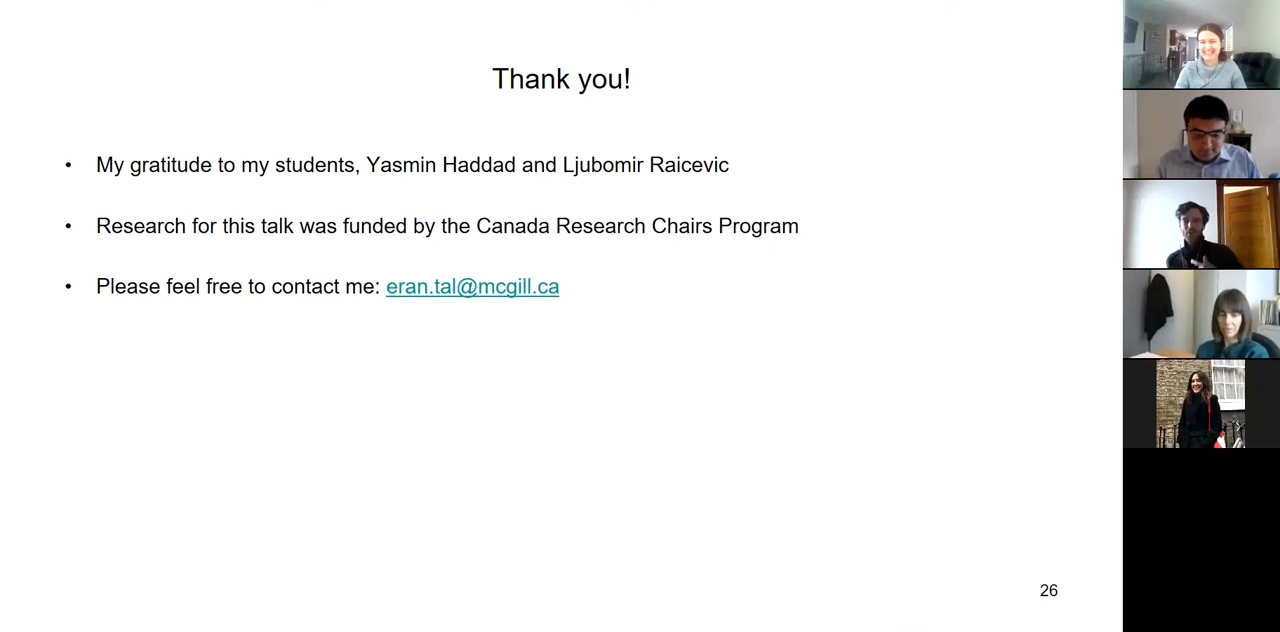 Thank you!
• My gratitude to my students, Yasmin Haddad and Ljubomir Raicevic
• Research for this talk was funded by the Canada Research Chairs Program
• Please feel free to contact me: eran.tal@mcgill.ca
26